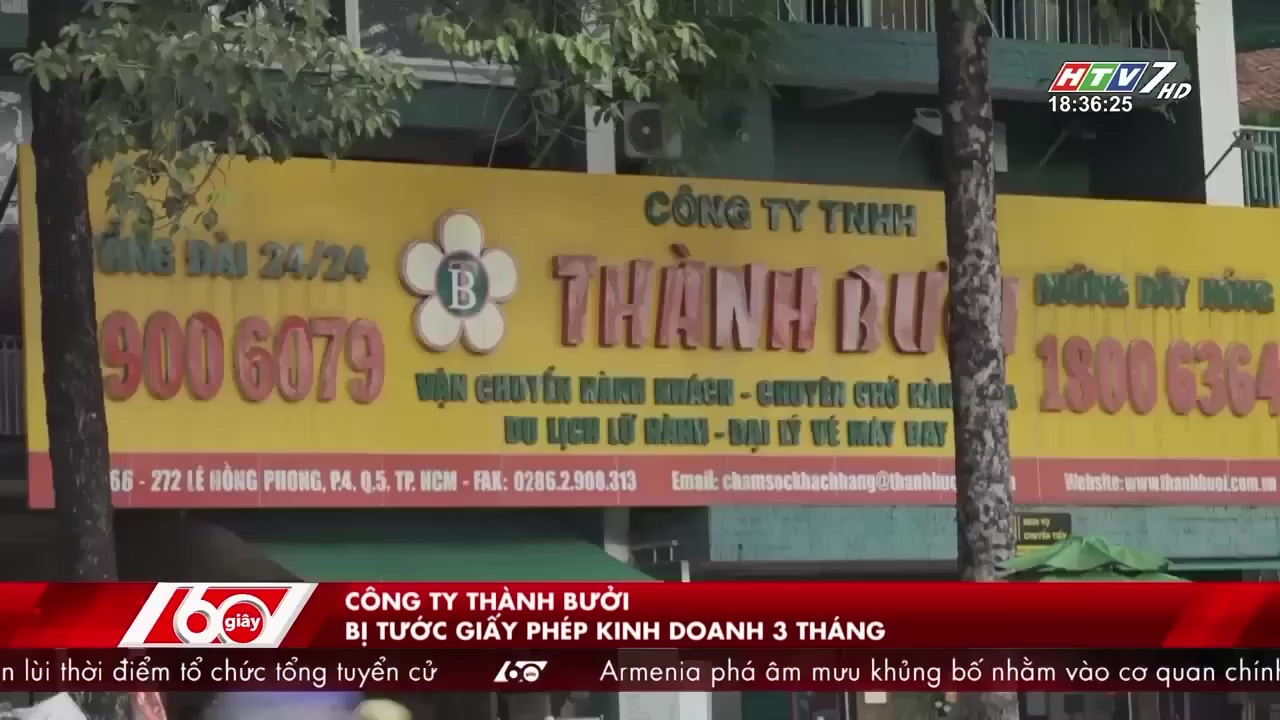 HTV7 HD
18:36:25
CÔNG TY TNHH
ĐÀI 24/24
B
THÀNH
ĐƯỜNG DÂY NÓNG
900 6079
1800 6364
VẬN CHUYỂN HÀNH KHÁCH - CHUYÊN CHỞ
DU LỊCH LỮ HÀNH - ĐẠI LÝ VÉ MÁY BAY
66 - 272 LÊ HỒNG PHONG, P.4, Q.5, TP. HCM - FAX: 0286.2.900.313
Email:
Website: www.thanhbuoi.com.vn
60 giây
CÔNG TY THÀNH BƯỞI
BỊ TƯỚC GIẤY PHÉP KINH DOANH 3 THÁNG
n lùi thời điểm tổ chức tổng tuyển cử 60 giây Armenia phá âm mưu khủng bố nhằm vào cơ quan chính